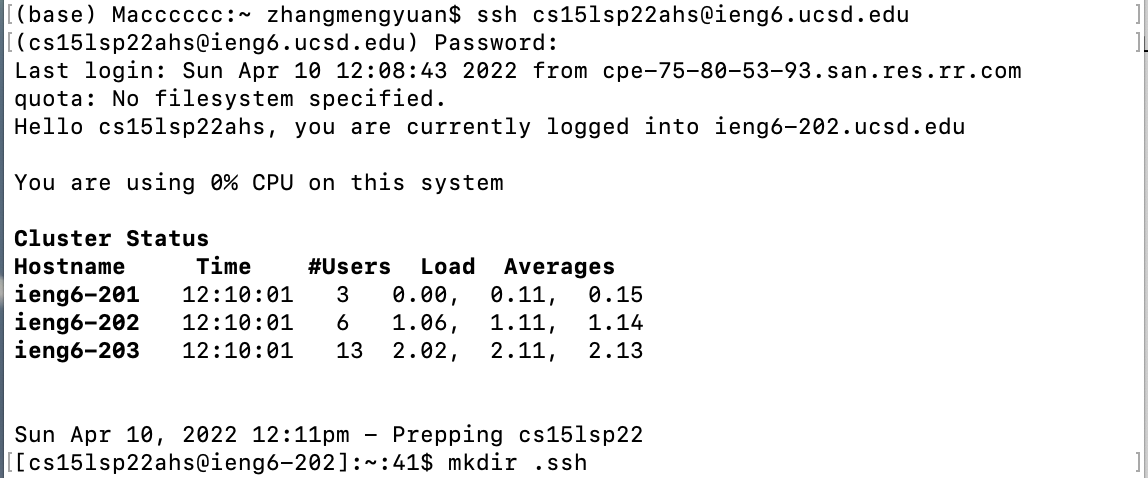 [(base) Macccccc:~ zhangmengyuan$ ssh cs15lsp22ahs@ieng6.ucsd.edu ]
[(cs15lsp22ahs@ieng6.ucsd.edu) Password: ]
Last login: Sun Apr 10 12:08:43 2022 from cpe-75-80-53-93.san.res.rr.com
quota: No filesystem specified.
Hello cs15lsp22ahs, you are currently logged into ieng6-202.ucsd.edu
You are using 0% CPU on this system
Cluster Status
Hostname Time #Users Load Averages
ieng6-201 12:10:01 3 0.00, 0.11, 0.15
ieng6-202 12:10:01 6 1.06, 1.11, 1.14
ieng6-203 12:10:01 13 2.02, 2.11, 2.13
Sun Apr 10, 2022 12:11pm - Prepping cs15lsp22
[[cs15lsp22ahs@ieng6-202]:~:41$ mkdir .ssh ]